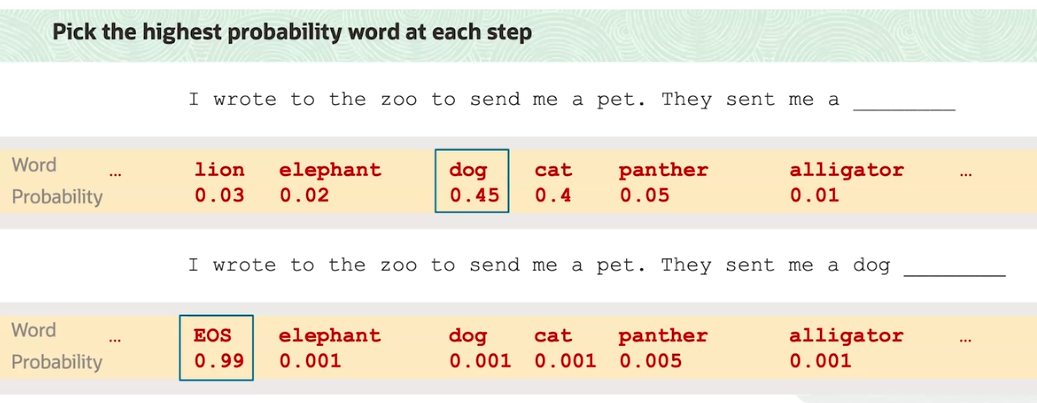 Pick the highest probability word at each step
I wrote to the zoo to send me a pet. They sent me a ________
Word ... lion elephant dog cat panther alligator ...
Probability 0.03 0.02 0.45 0.4 0.05 0.01
I wrote to the zoo to send me a pet. They sent me a dog ________
Word ... EOS elephant dog cat panther alligator ...
Probability 0.99 0.001 0.001 0.001 0.005 0.001